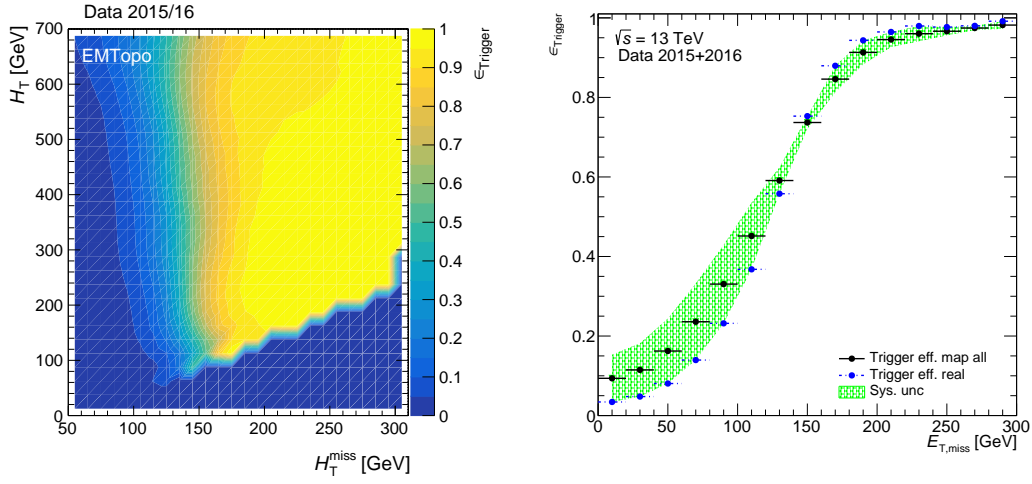 Data 2015/16
H_T [GeV]
700
600
500
400
300
200
100
0
EMTopo
50 100 150 200 250 300
H_T^miss [GeV]
1
0.9
0.8
0.7
0.6
0.5
0.4
0.3
0.2
0.1
0
ϵ_Trigger
ϵ_Trigger
1
0.8
0.6
0.4
0.2
0
√s = 13 TeV
Data 2015+2016
Trigger eff. map all
Trigger eff. real
Sys. unc
0 50 100 150 200 250 300
E_T,miss [GeV]